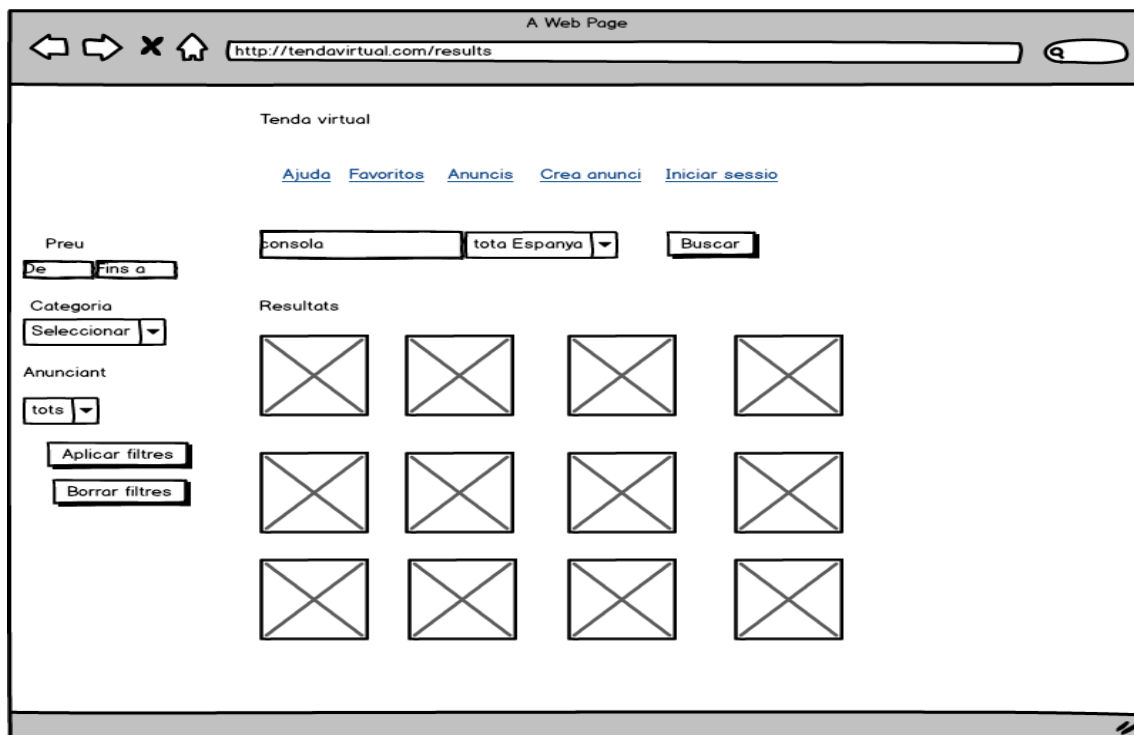 A Web Page
http://tendavirtual.com/results
Tenda virtual
Ajuda Favoritos Anuncis Crea anunci Iniciar sessio
Preu
consola tota Espanya Buscar
De Fins a
Categoria
Resultats
Seleccionar
Anunciant
tots
Aplicar filtres
Borrar filtres